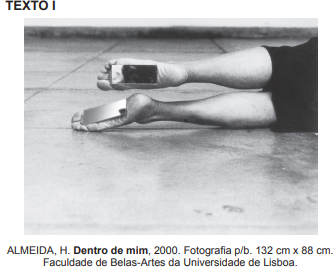 TEXTO I
ALMEIDA, H. Dentro de mim, 2000. Fotografia p/b. 132 cm x 88 cm.
Faculdade de Belas-Artes da Universidade de Lisboa.